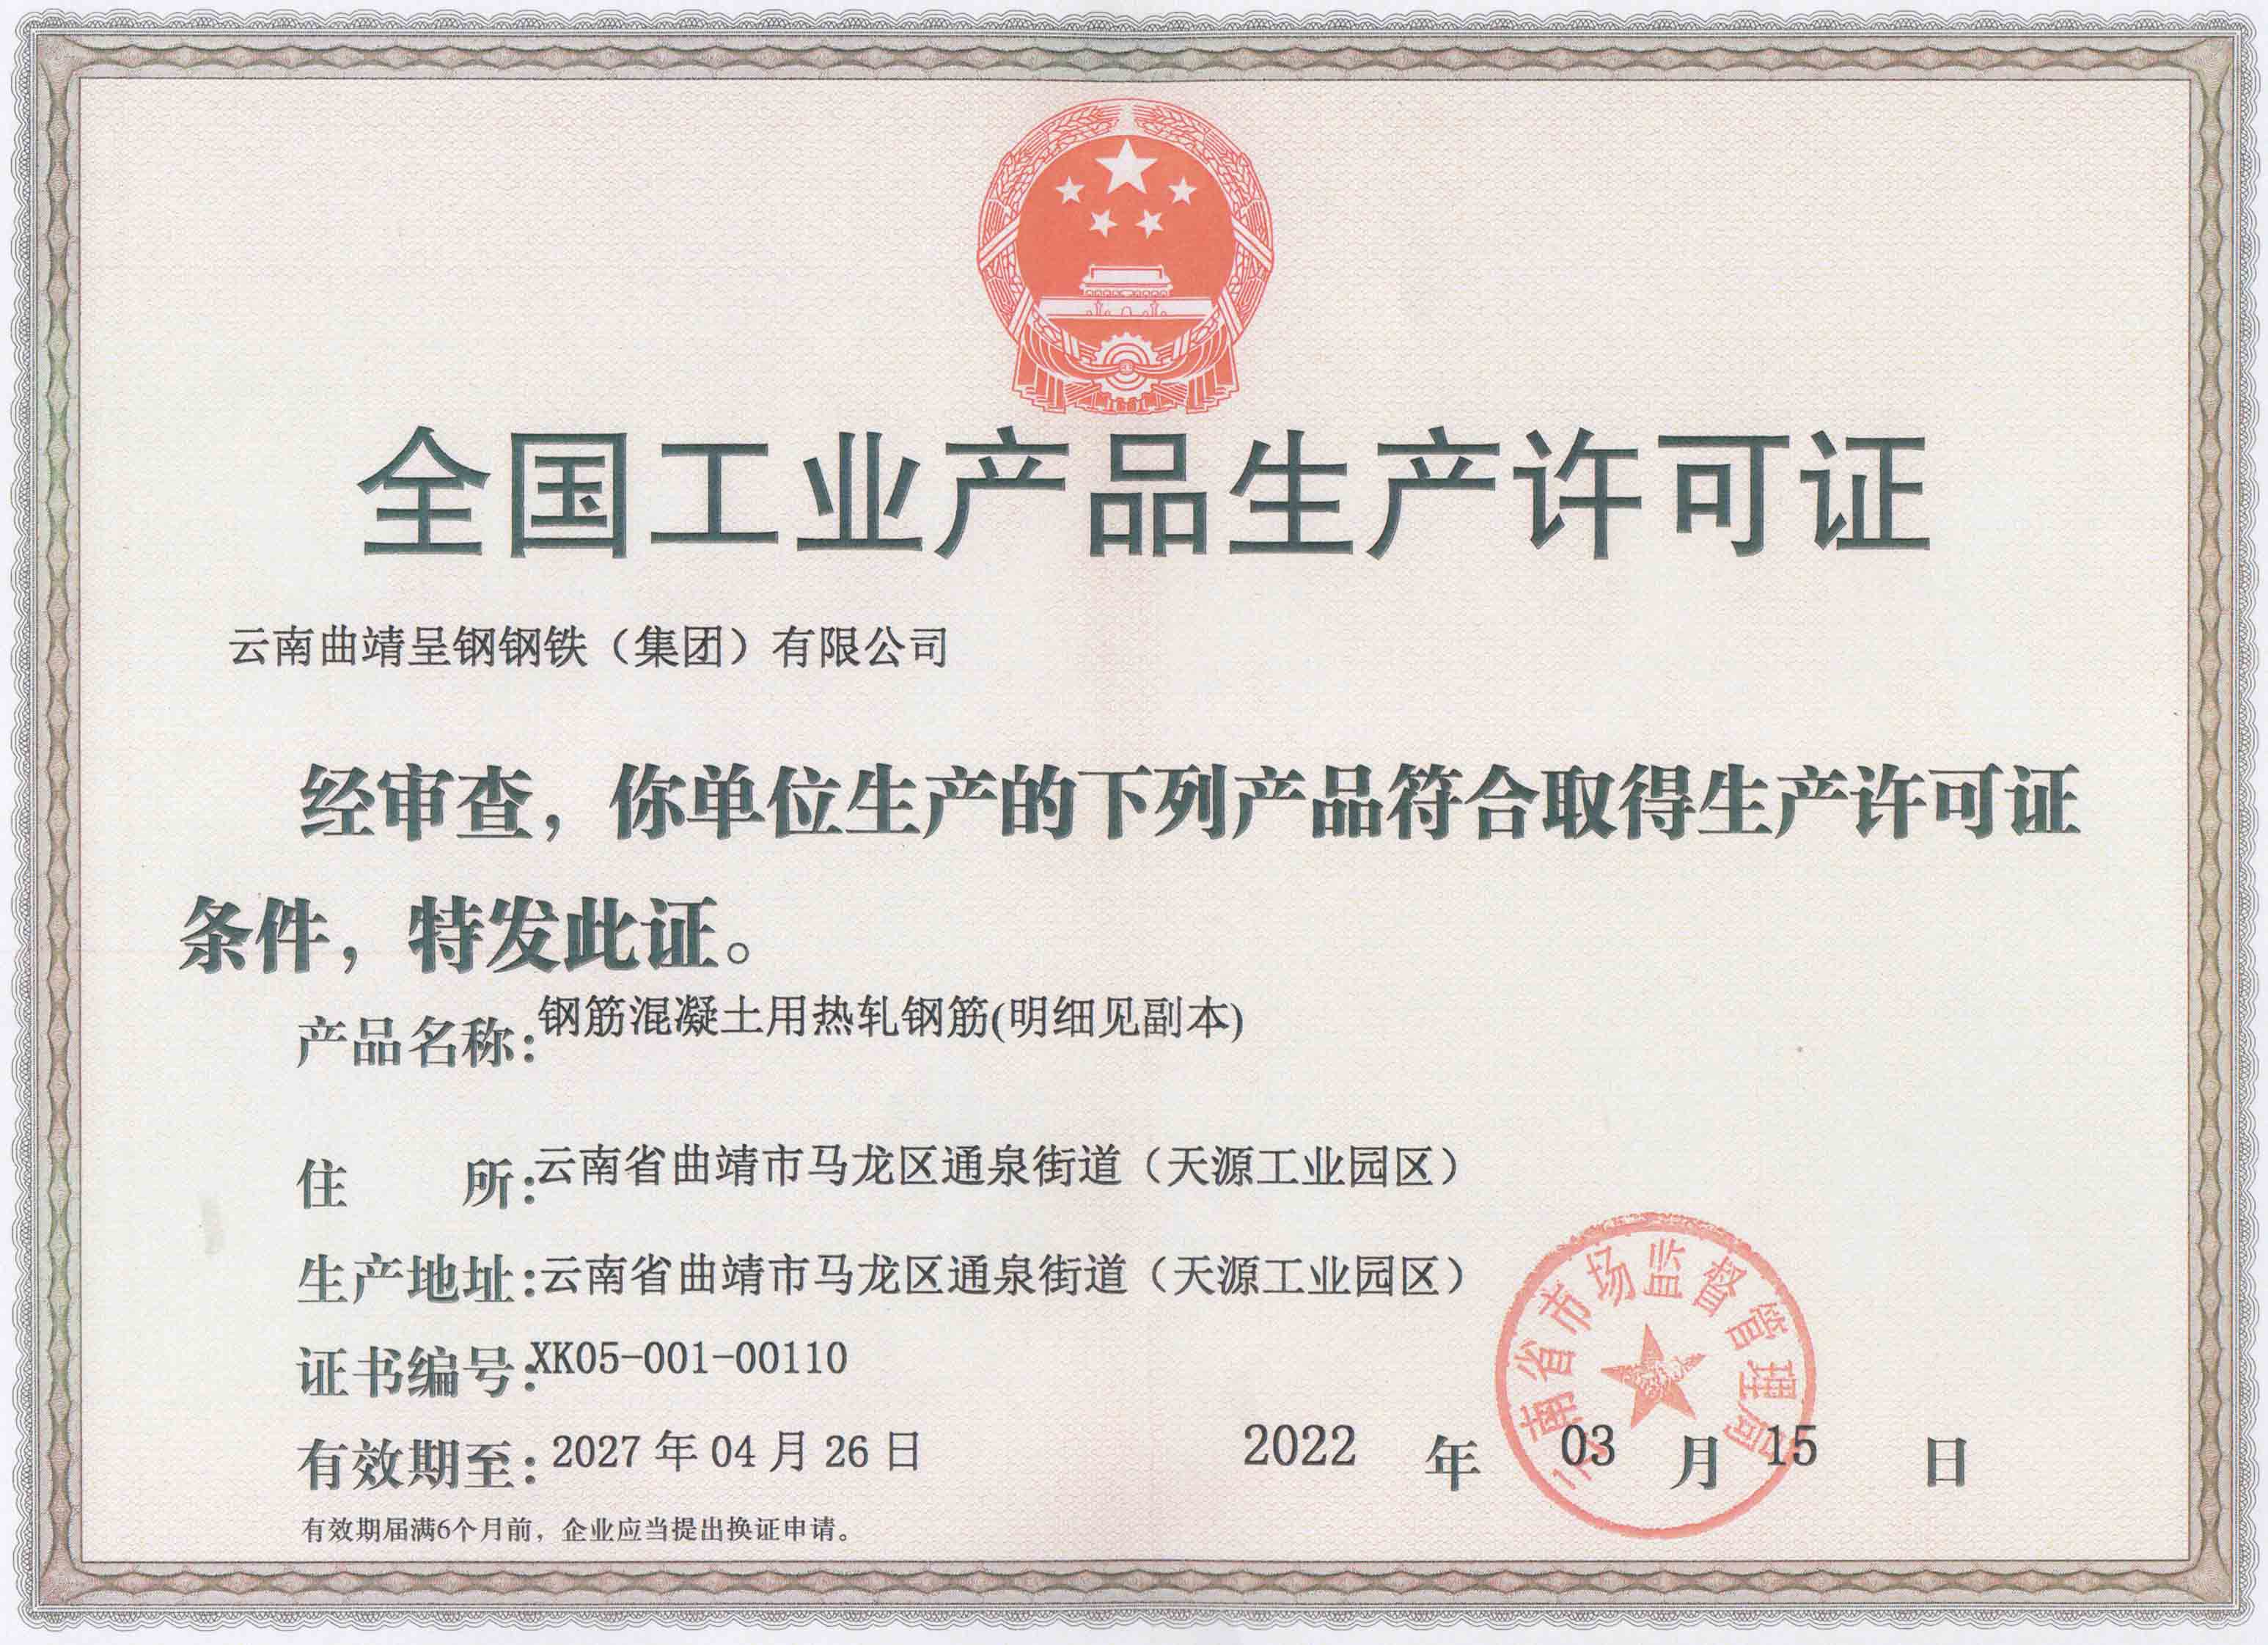 全国工业产品生产许可证
云南曲靖呈钢钢铁（集团）有限公司
经审查，你单位生产的下列产品符合取得生产许可证
条件，特发此证。
产品名称：钢筋混凝土用热轧钢筋(明细见副本)
住 所：云南省曲靖市马龙区通泉街道（天源工业园区）
生产地址：云南省曲靖市马龙区通泉街道（天源工业园区）
证书编号：XK05-001-00110
有效期至：2027 年 04 月 26 日
云南省市场监督管理局
2022 年 03 月 15 日
有效期届满6个月前，企业应当提出换证申请。